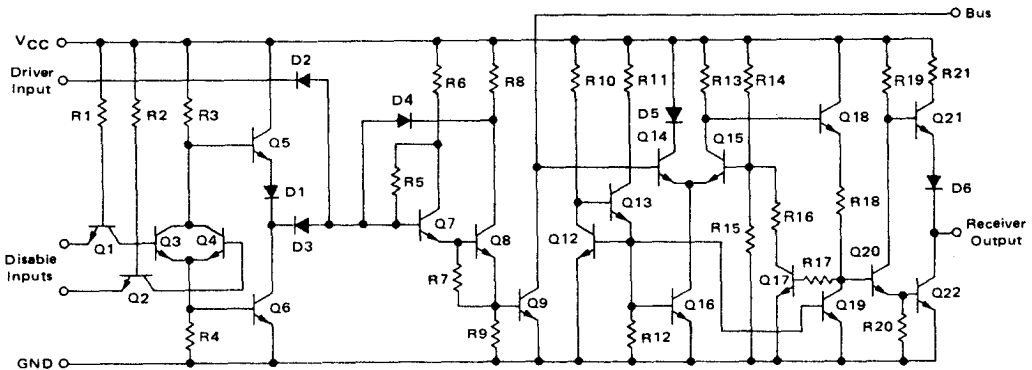 Bus
VCC
Driver
Input
D2
R1
R2
R3
R4
R5
R6
R7
R8
R9
R10
R11
R12
R13
R14
R15
R16
R17
R18
R19
R20
R21
D1
D3
D4
D5
D6
Q1
Q2
Q3
Q4
Q5
Q6
Q7
Q8
Q9
Q12
Q13
Q14
Q15
Q16
Q17
Q18
Q19
Q20
Q21
Q22
Disable
Inputs
Receiver
Output
GND